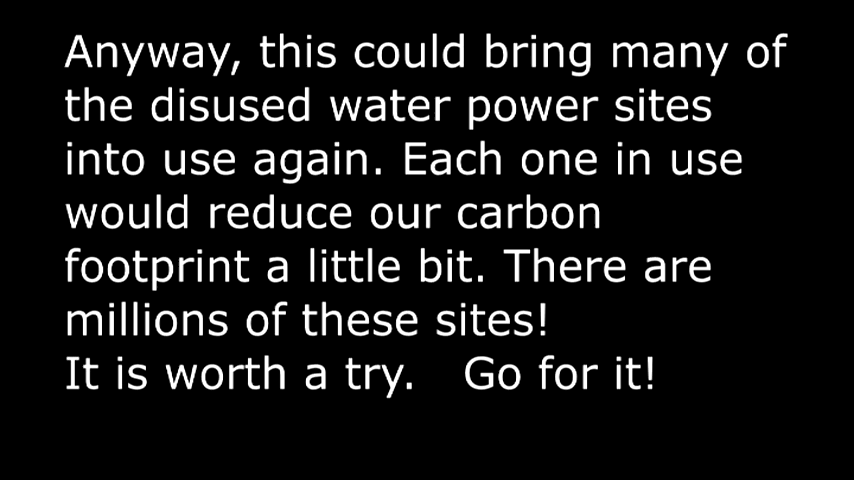 Anyway, this could bring many of
the disused water power sites
into use again. Each one in use
would reduce our carbon
footprint a little bit. There are
millions of these sites!
It is worth a try. Go for it!